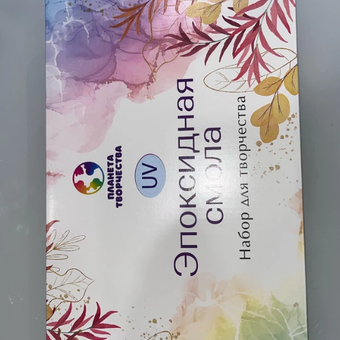 ПЛАНЕТА
ТВОРЧЕСТВА
UV
Эпоксидная
смола
Набор для творчества